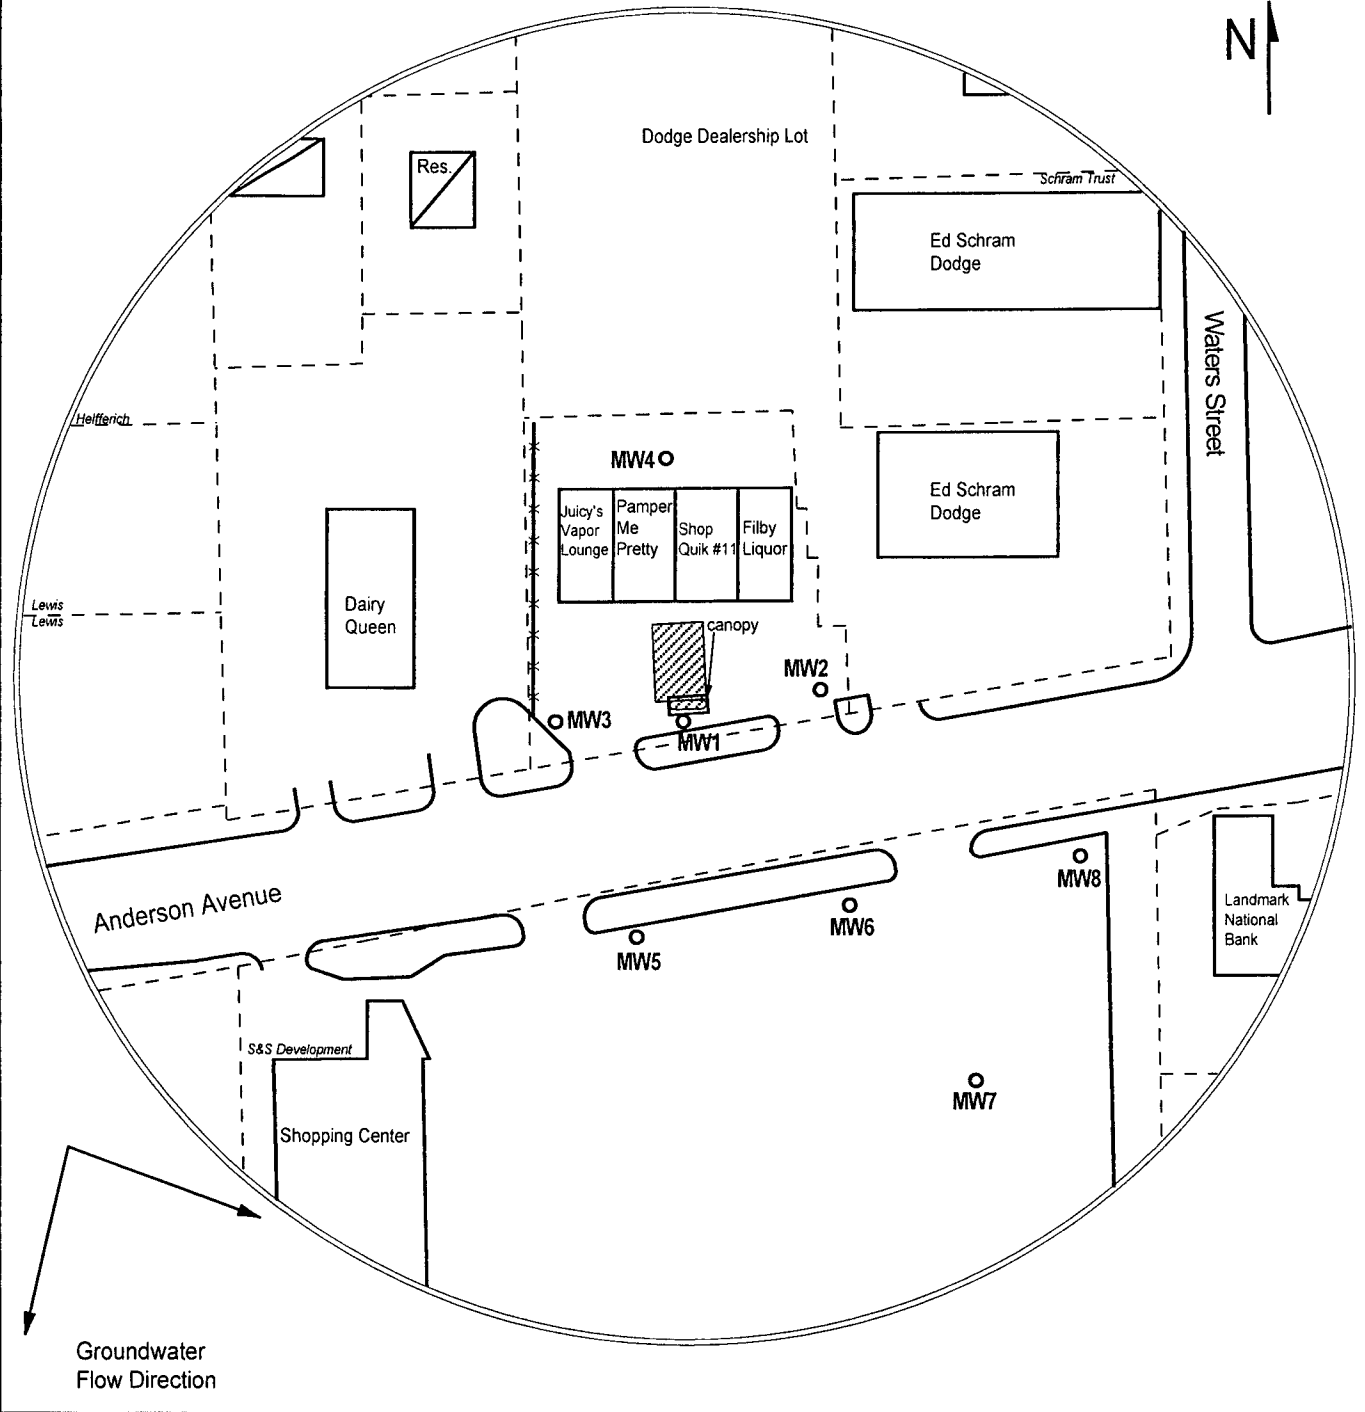 N
Dodge Dealership Lot
Res.
Schram Trust
Ed Schram
Dodge
Waters Street
Helfferich
MW4
Ed Schram
Dodge
Juicy's
Vapor
Lounge
Pamper
Me
Pretty
Shop
Quik #11
Filby
Liquor
Lewis
Lewis
Dairy
Queen
canopy
MW2
MW3
MW1
Anderson Avenue
MW8
MW6
MW5
Landmark
National
Bank
S&S Development
MW7
Shopping Center
Groundwater
Flow Direction